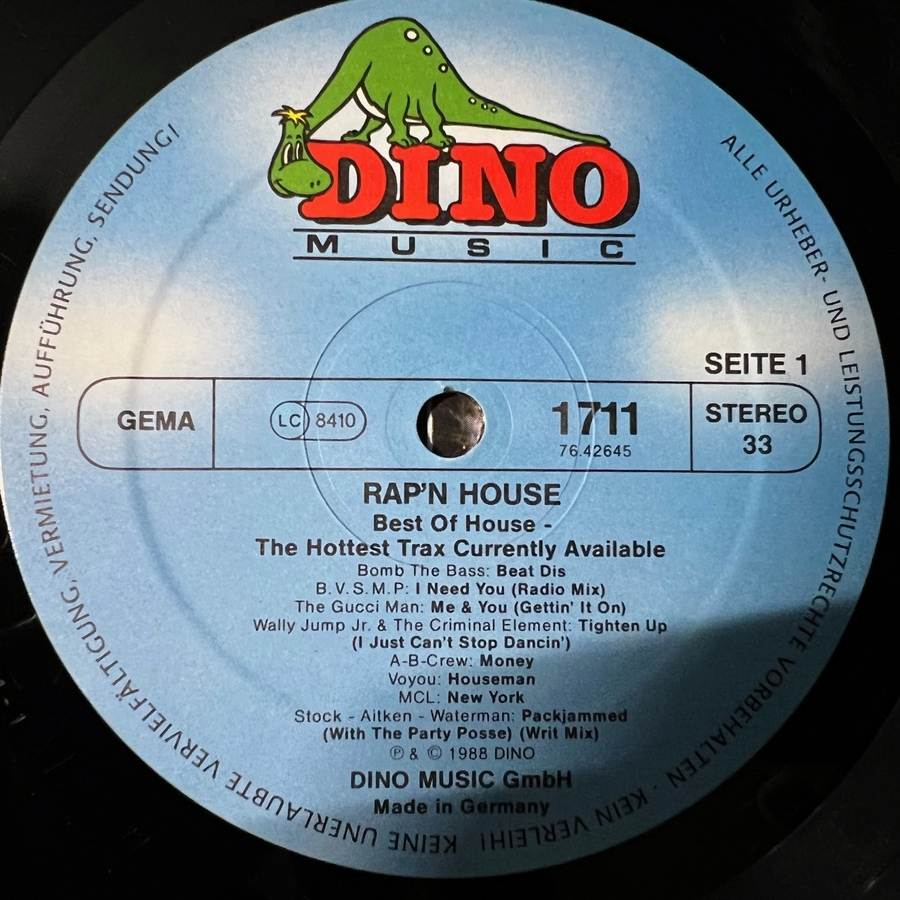 DINO
MUSIC
SEITE 1
GEMA
LC 8410
1711
76.42645
STEREO
33
RAP'N HOUSE
Best Of House -
The Hottest Trax Currently Available
Bomb The Bass: Beat Dis
B.V.S.M.P: I Need You (Radio Mix)
The Gucci Man: Me & You (Gettin' It On)
Wally Jump Jr. & The Criminal Element: Tighten Up
(I Just Can't Stop Dancin')
A-B-Crew: Money
Voyou: Houseman
MCL: New York
Stock - Aitken - Waterman: Packjammed
(With The Party Posse) (Writ Mix)
℗ & © 1988 DINO
DINO MUSIC GmbH
Made in Germany
ALLE URHEBER- UND LEISTUNGSSCHUTZRECHTE VORBEHALTEN · KEIN VERLEIH! KEINE UNERLAUBTE VERVIELFÄLTIGUNG, VERMIETUNG, AUFFÜHRUNG, SENDUNG!